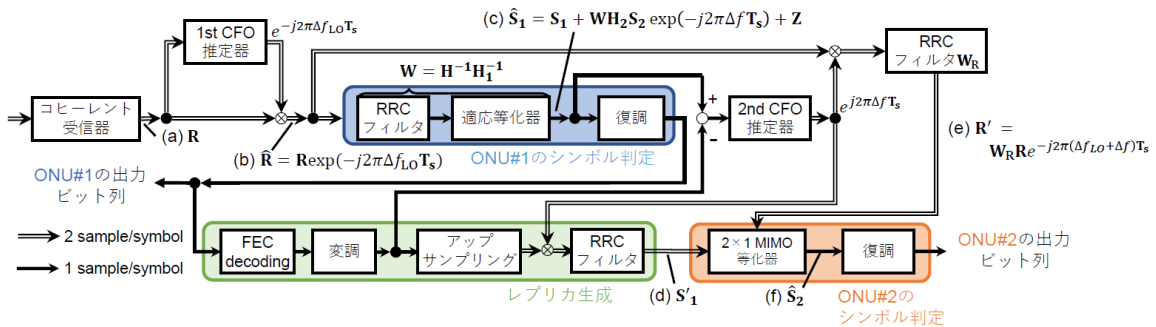 (c) Ŝ₁ = S₁ + WH₂S₂ exp(−j2πΔfTₛ) + Z
1st CFO
推定器
e^{−j2πΔf_{LO}Tₛ}
RRC
フィルタW_R
W = H⁻¹H₁⁻¹
コヒーレント
受信器
(a) R
RRC
フィルタ
適応等化器
復調
+
−
2nd CFO
推定器
e^{j2πΔfTₛ}
(b) R̂ = R exp(−j2πΔf_{LO}Tₛ)
ONU#1のシンボル判定
(e) R′ =
W_R R e^{−j2π(Δf_{LO}+Δf)Tₛ}
ONU#1の出力
ビット列
2 sample/symbol
1 sample/symbol
FEC
decoding
変調
アップ
サンプリング
RRC
フィルタ
レプリカ生成
(d) S′₁
2×1 MIMO
等化器
復調
(f) Ŝ₂
ONU#2の
シンボル判定
ONU#2の出力
ビット列